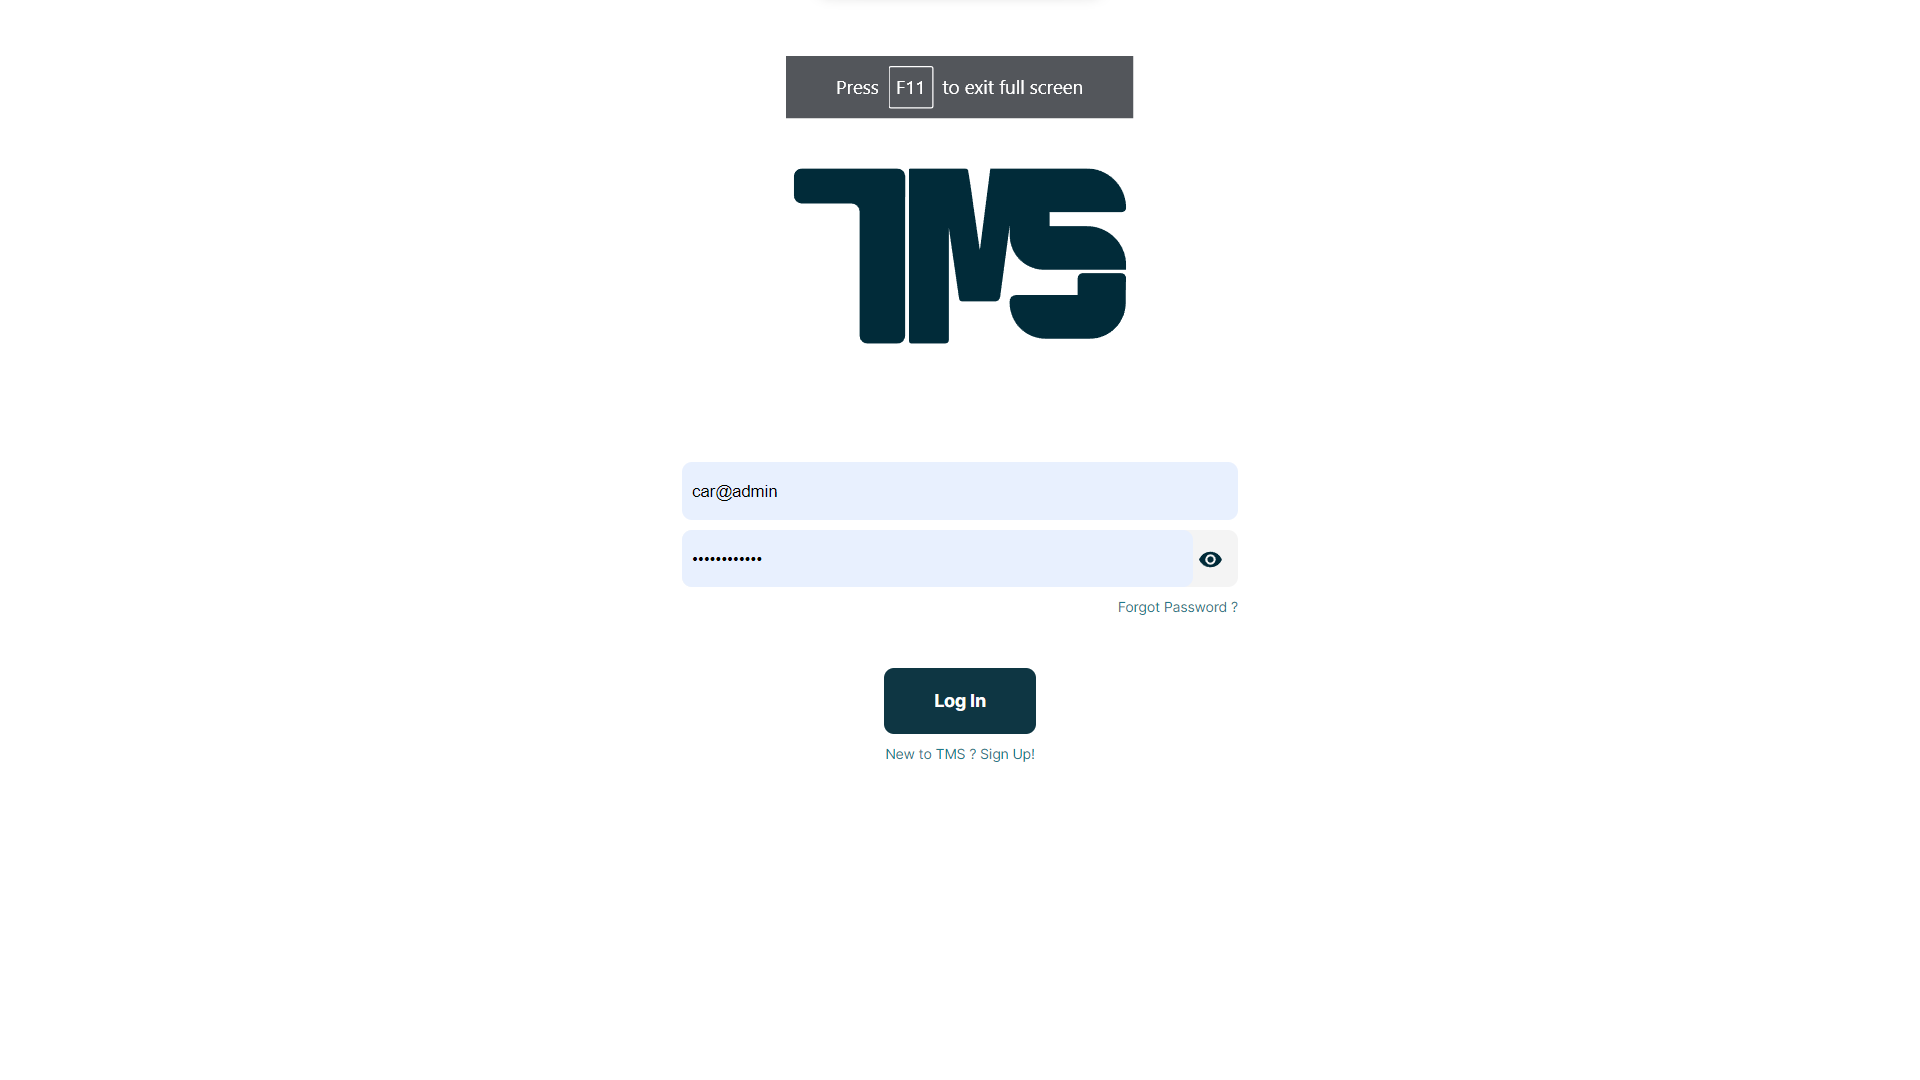 Press F11 to exit full screen
TMS
car@admin
••••••••••••
Forgot Password ?
Log In
New to TMS ? Sign Up!